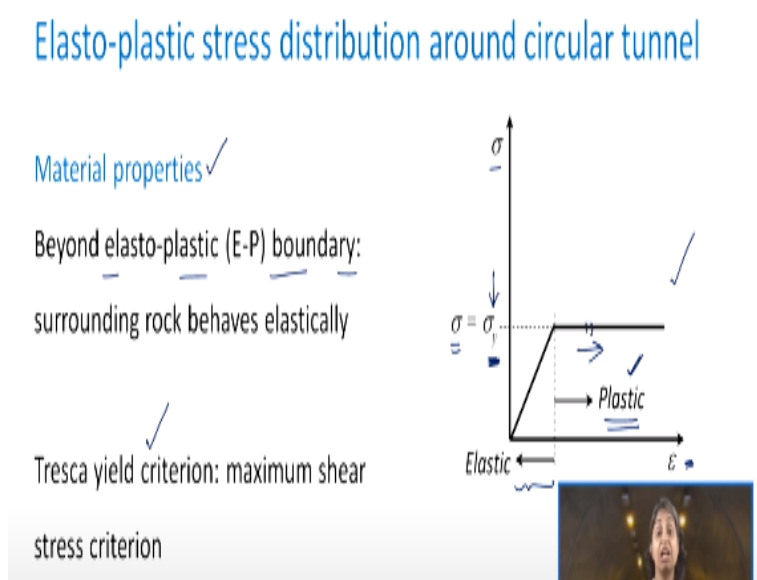 Elasto-plastic stress distribution around circular tunnel
Material properties
Beyond elasto-plastic (E-P) boundary:
surrounding rock behaves elastically
Tresca yield criterion: maximum shear
stress criterion
σ
σ = σy
Plastic
Elastic
ε